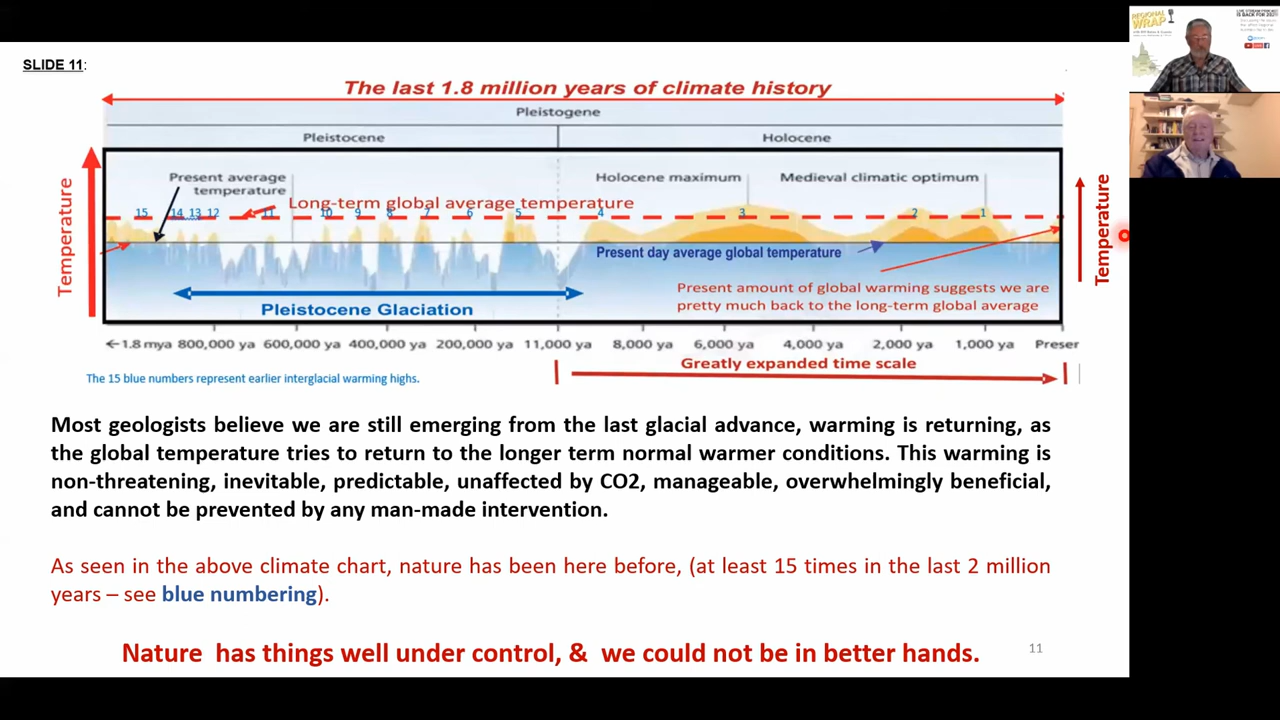 SLIDE 11:
The last 1.8 million years of climate history
Pleistogene
Pleistocene
Holocene
Present average
temperature
Holocene maximum
Medieval climatic optimum
Long-term global average temperature
15 14 13 12 11 10 9 8 7 6 5 4 3 2 1
Temperature
Temperature
Present day average global temperature
Present amount of global warming suggests we are
pretty much back to the long-term global average
Pleistocene Glaciation
←1.8 mya 800,000 ya 600,000 ya 400,000 ya 200,000 ya 11,000 ya 8,000 ya 6,000 ya 4,000 ya 2,000 ya 1,000 ya Preser
Greatly expanded time scale
The 15 blue numbers represent earlier interglacial warming highs.
Most geologists believe we are still emerging from the last glacial advance, warming is returning, as
the global temperature tries to return to the longer term normal warmer conditions. This warming is
non-threatening, inevitable, predictable, unaffected by CO2, manageable, overwhelmingly beneficial,
and cannot be prevented by any man-made intervention.
As seen in the above climate chart, nature has been here before, (at least 15 times in the last 2 million
years – see blue numbering).
Nature has things well under control, & we could not be in better hands.
11
REGIONAL
WRAP
LIVE STREAM PODCAST
IS BACK FOR 2021!